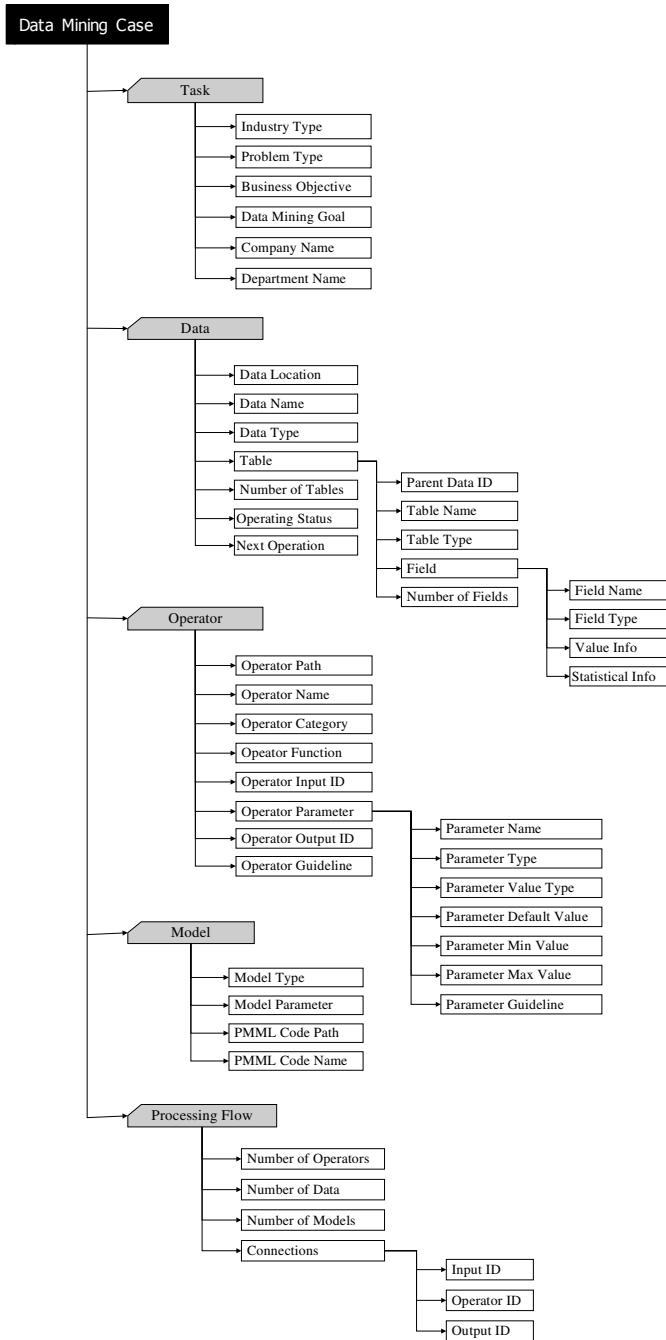 Data Mining Case
Task
Industry Type
Problem Type
Business Objective
Data Mining Goal
Company Name
Department Name
Data
Data Location
Data Name
Data Type
Table
Number of Tables
Operating Status
Next Operation
Parent Data ID
Table Name
Table Type
Field
Number of Fields
Field Name
Field Type
Value Info
Statistical Info
Operator
Operator Path
Operator Name
Operator Category
Opeator Function
Operator Input ID
Operator Parameter
Operator Output ID
Operator Guideline
Parameter Name
Parameter Type
Parameter Value Type
Parameter Default Value
Parameter Min Value
Parameter Max Value
Parameter Guideline
Model
Model Type
Model Parameter
PMML Code Path
PMML Code Name
Processing Flow
Number of Operators
Number of Data
Number of Models
Connections
Input ID
Operator ID
Output ID